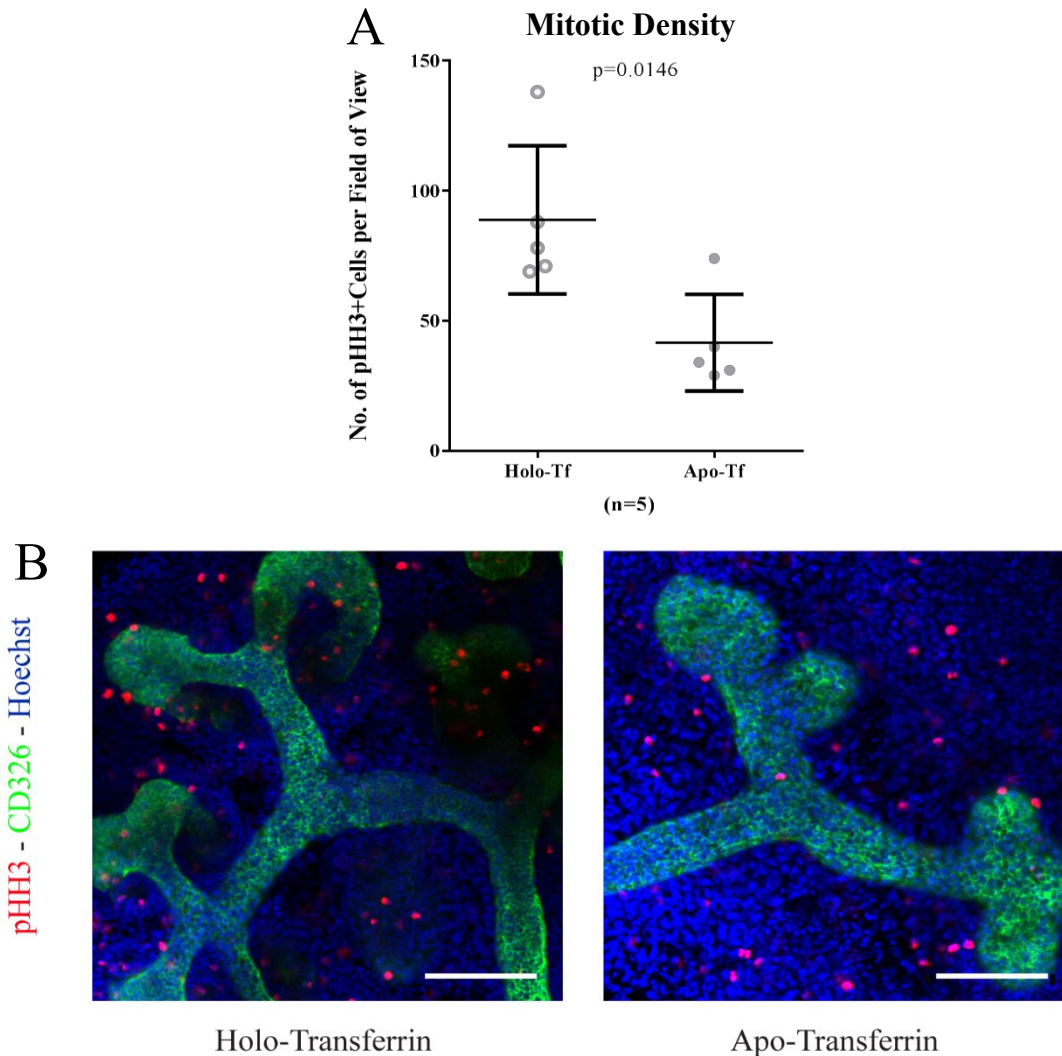 A
Mitotic Density
p=0.0146
No. of pHH3+Cells per Field of View
150
100
50
0
Holo-Tf
Apo-Tf
(n=5)
B
pHH3 - CD326 - Hoechst
Holo-Transferrin
Apo-Transferrin